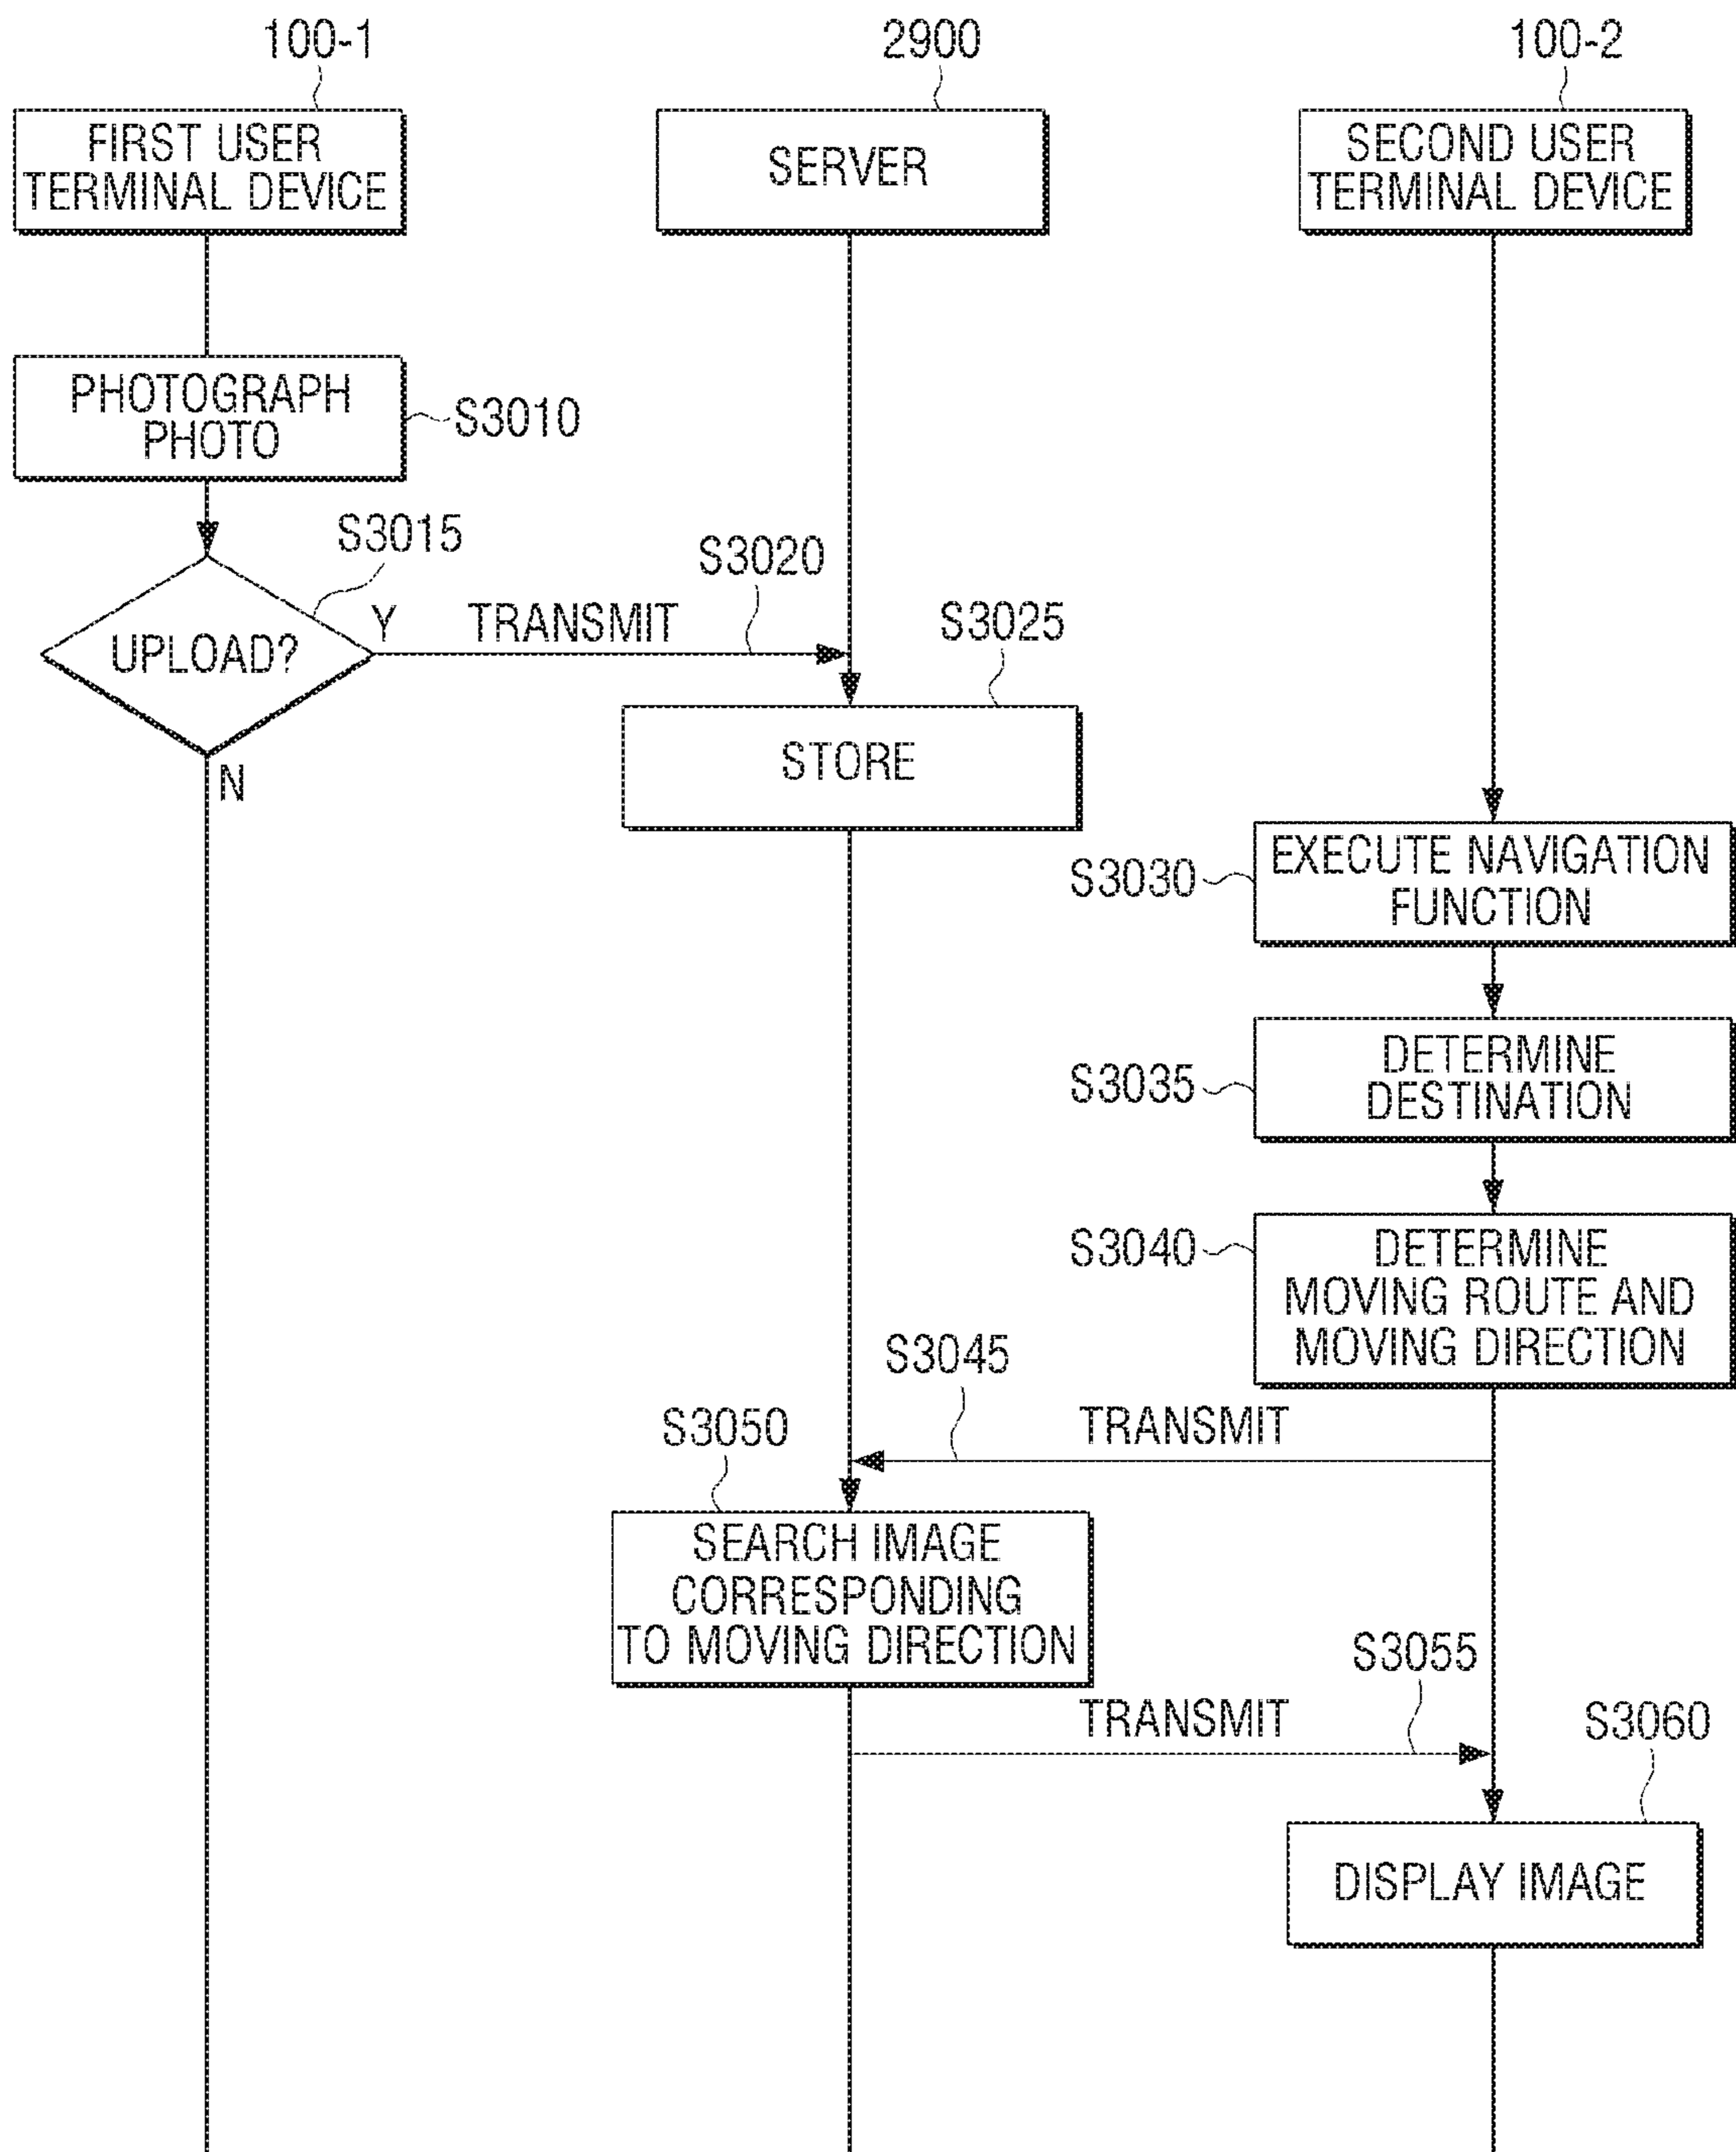 100-1
2900
100-2
FIRST USER
TERMINAL DEVICE
SERVER
SECOND USER
TERMINAL DEVICE
PHOTOGRAPH
PHOTO
S3010
S3015
UPLOAD?
Y
N
TRANSMIT
S3020
S3025
STORE
S3030
EXECUTE NAVIGATION
FUNCTION
S3035
DETERMINE
DESTINATION
S3040
DETERMINE
MOVING ROUTE AND
MOVING DIRECTION
S3045
TRANSMIT
S3050
SEARCH IMAGE
CORRESPONDING
TO MOVING DIRECTION
S3055
TRANSMIT
S3060
DISPLAY IMAGE